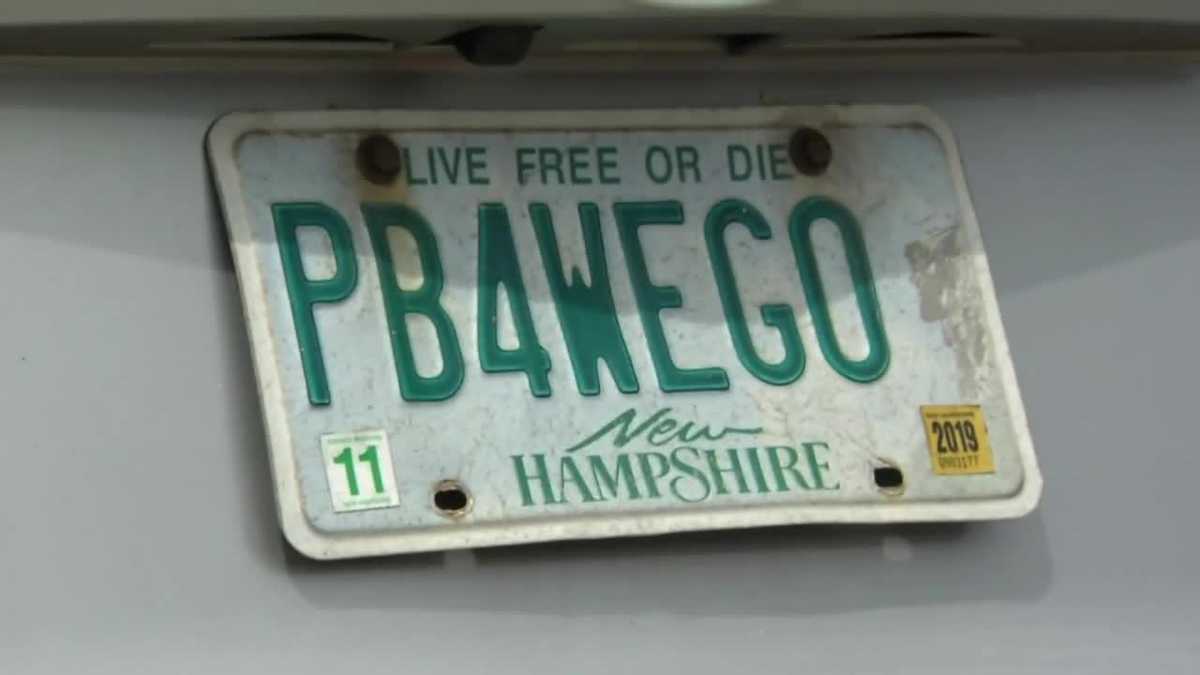 LIVE FREE OR DIE
PB4WEGO
New
HAMPSHIRE
11
2019